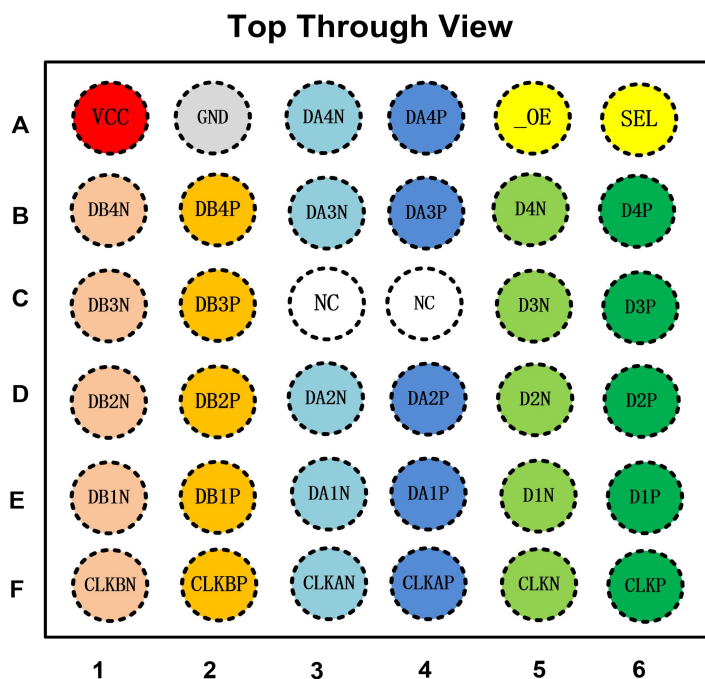 Top Through View
A VCC GND DA4N DA4P _OE SEL
B DB4N DB4P DA3N DA3P D4N D4P
C DB3N DB3P NC NC D3N D3P
D DB2N DB2P DA2N DA2P D2N D2P
E DB1N DB1P DA1N DA1P D1N D1P
F CLKBN CLKBP CLKAN CLKAP CLKN CLKP
1 2 3 4 5 6